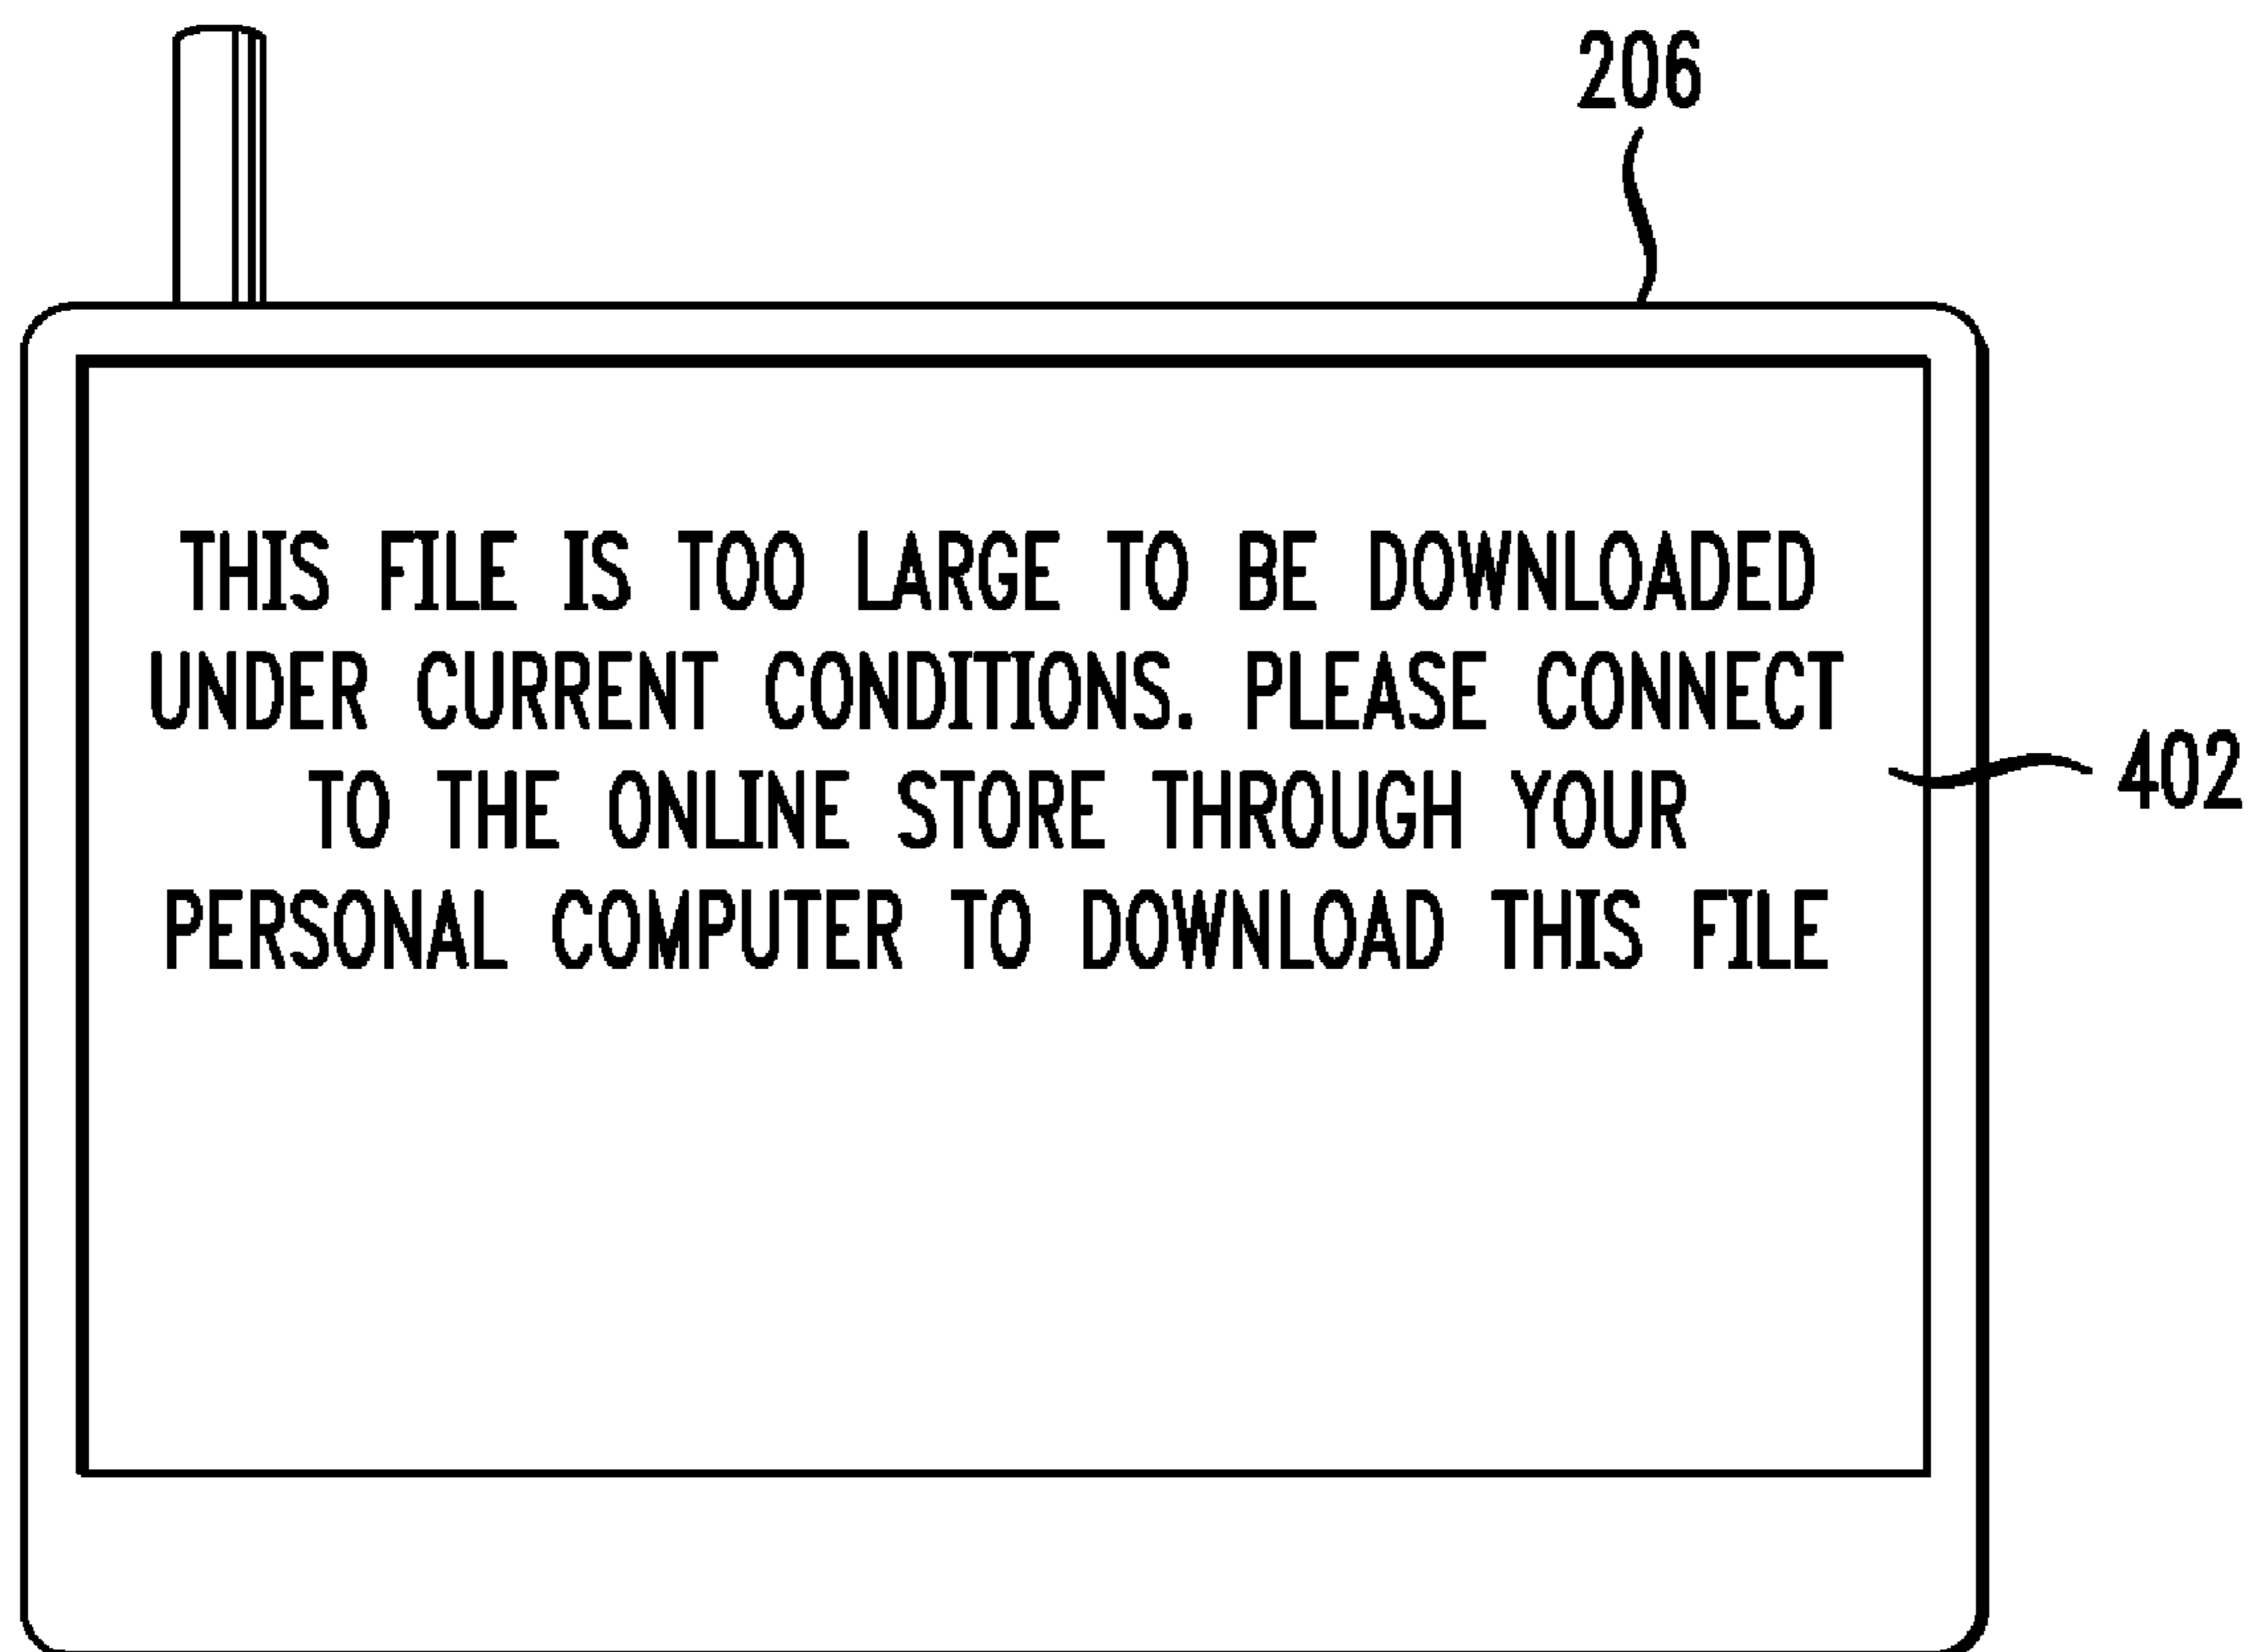 206
THIS FILE IS TOO LARGE TO BE DOWNLOADED
UNDER CURRENT CONDITIONS. PLEASE CONNECT
TO THE ONLINE STORE THROUGH YOUR
PERSONAL COMPUTER TO DOWNLOAD THIS FILE
402